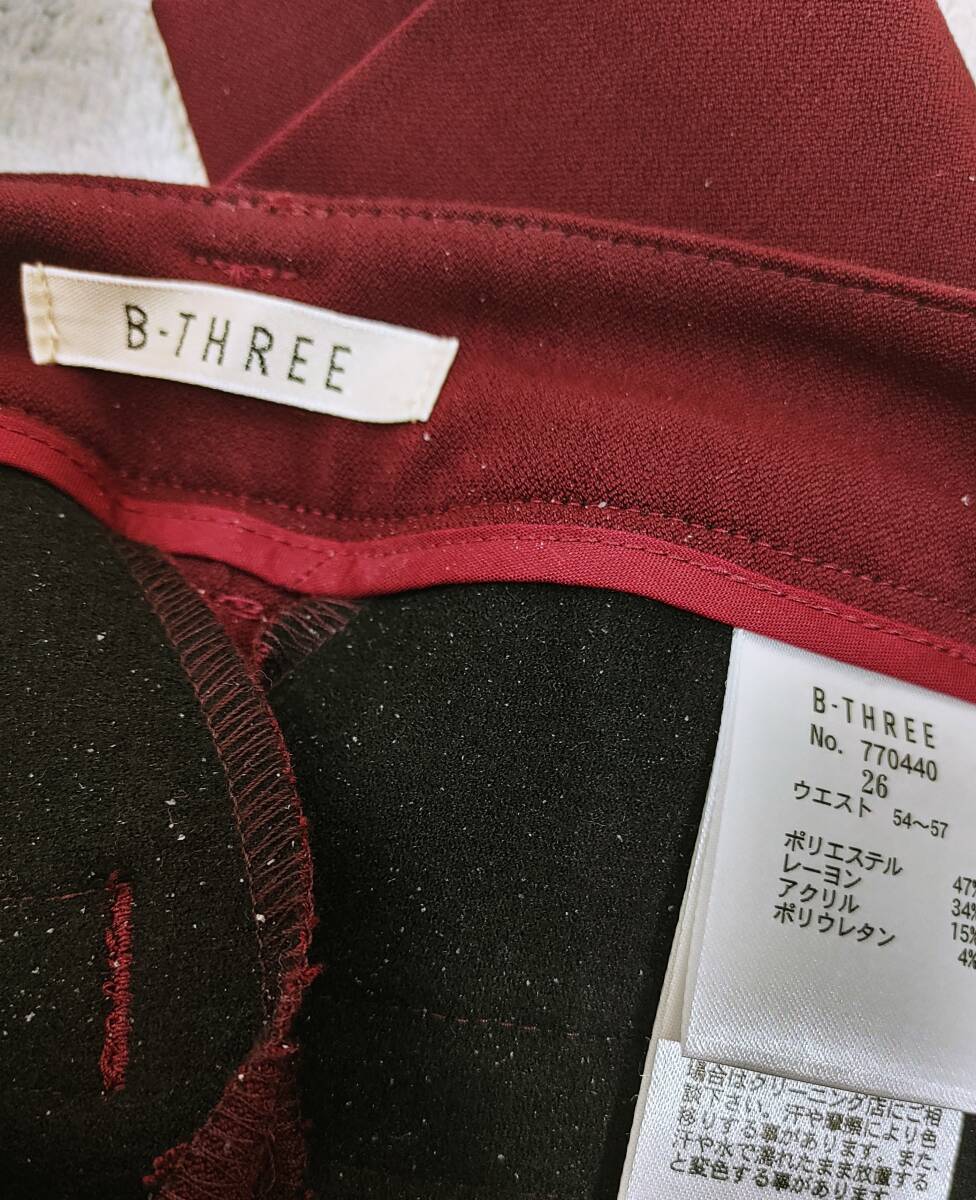 B-THREE
B-THREE
No. 770440
26
ウエスト 54～57
ポリエステル 47%
レーヨン 34%
アクリル 15%
ポリウレタン 4%
場合はクリーニング店にご相
談下さい。汗や摩擦により色
移りする事があります。また、
汗や水で濡れたまま放置する
と変色する事があります